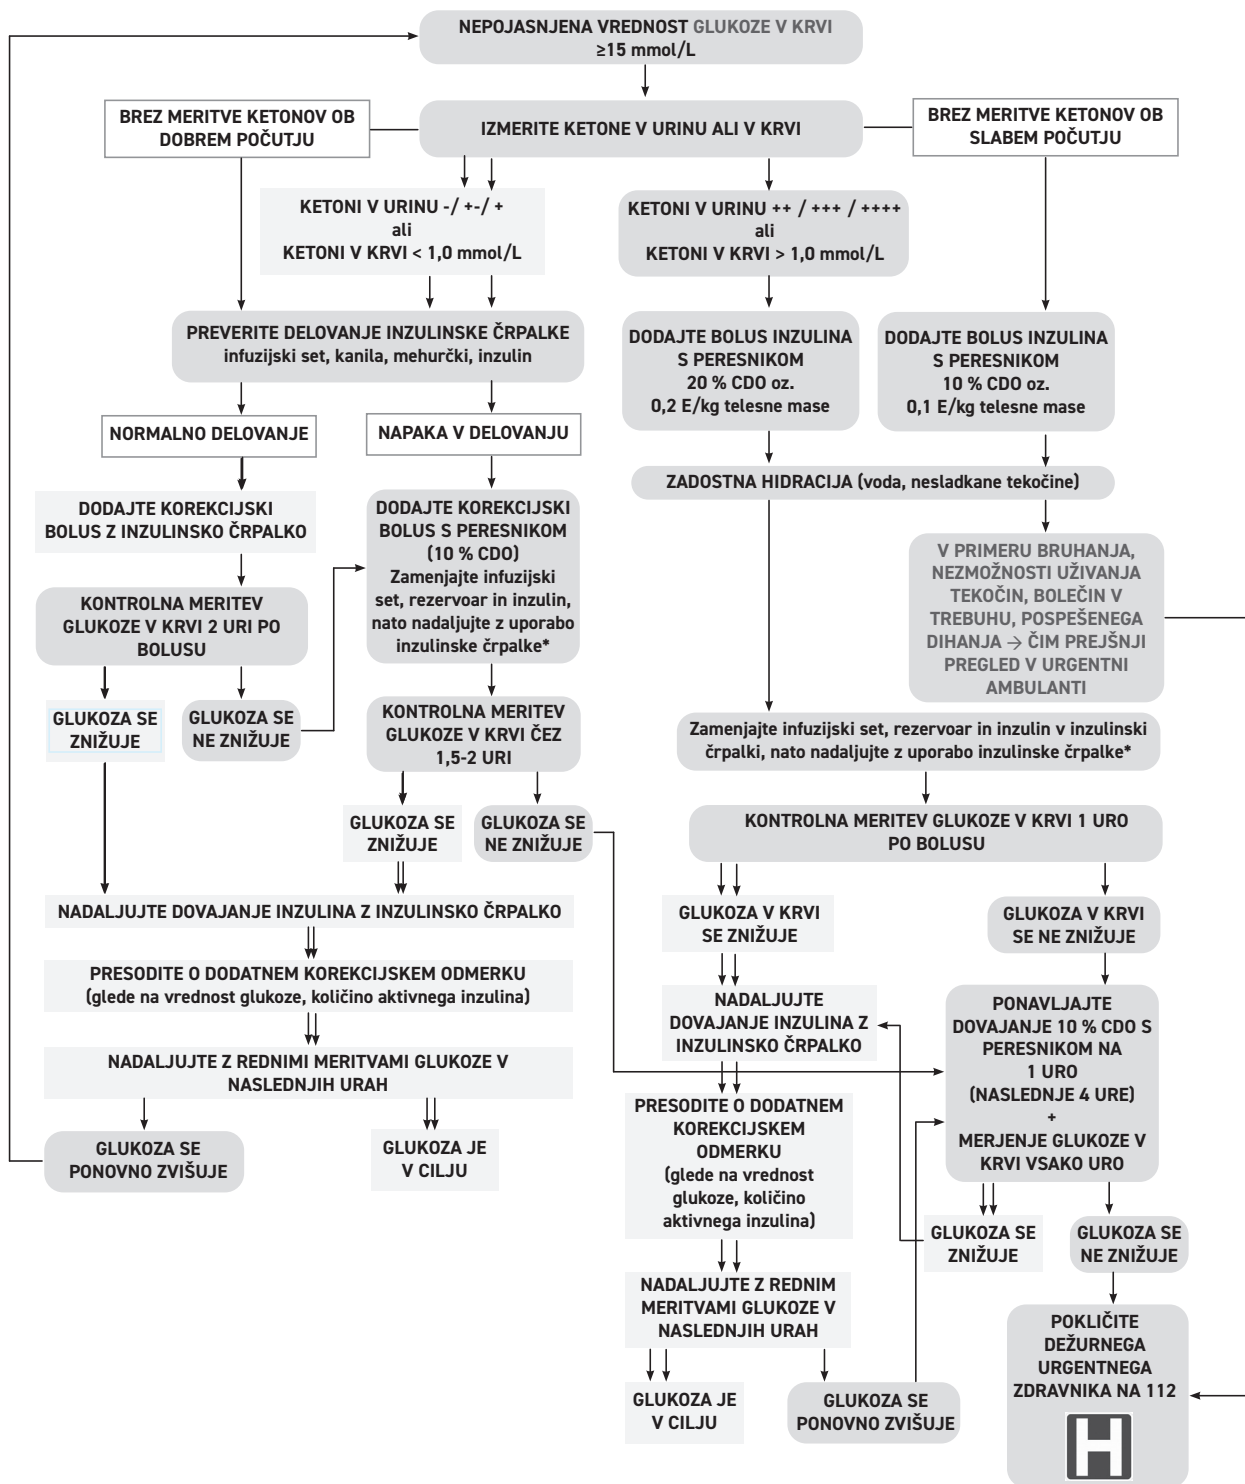 NEPOJASNJENA VREDNOST GLUKOZE V KRVI
≥15 mmol/L
BREZ MERITVE KETONOV OB
DOBREM POČUTJU
IZMERITE KETONE V URINU ALI V KRVI
BREZ MERITVE KETONOV OB
SLABEM POČUTJU
KETONI V URINU -/ +-/ +
ali
KETONI V KRVI < 1,0 mmol/L
KETONI V URINU ++ / +++ / ++++
ali
KETONI V KRVI > 1,0 mmol/L
PREVERITE DELOVANJE INZULINSKE ČRPALKE
infuzijski set, kanila, mehurčki, inzulin
DODAJTE BOLUS INZULINA
S PERESNIKOM
20 % CDO oz.
0,2 E/kg telesne mase
DODAJTE BOLUS INZULINA
S PERESNIKOM
10 % CDO oz.
0,1 E/kg telesne mase
NORMALNO DELOVANJE
NAPAKA V DELOVANJU
ZADOSTNA HIDRACIJA (voda, nesladkane tekočine)
DODAJTE KOREKCIJSKI
BOLUS Z INZULINSKO ČRPALKO
DODAJTE KOREKCIJSKI
BOLUS S PERESNIKOM
(10 % CDO)
Zamenjajte infuzijski
set, rezervoar in inzulin,
nato nadaljujte z uporabo
inzulinske črpalke*
V PRIMERU BRUHANJA,
NEZMOŽNOSTI UŽIVANJA
TEKOČIN, BOLEČIN V
TREBUHU, POSPEŠENEGA
DIHANJA → ČIM PREJŠNJI
PREGLED V URGENTNI
AMBULANTI
KONTROLNA MERITEV
GLUKOZE V KRVI 2 URI PO
BOLUSU
GLUKOZA SE
ZNIŽUJE
GLUKOZA SE
NE ZNIŽUJE
KONTROLNA MERITEV
GLUKOZE V KRVI ČEZ
1,5-2 URI
Zamenjajte infuzijski set, rezervoar in inzulin v inzulinski
črpalki, nato nadaljujte z uporabo inzulinske črpalke*
GLUKOZA SE
ZNIŽUJE
GLUKOZA SE
NE ZNIŽUJE
KONTROLNA MERITEV GLUKOZE V KRVI 1 URO
PO BOLUSU
NADALJUJTE DOVAJANJE INZULINA Z INZULINSKO ČRPALKO
GLUKOZA V KRVI
SE ZNIŽUJE
GLUKOZA V KRVI
SE NE ZNIŽUJE
PRESODITE O DODATNEM KOREKCIJSKEM ODMERKU
(glede na vrednost glukoze, količino aktivnega inzulina)
NADALJUJTE
DOVAJANJE INZULINA Z
INZULINSKO ČRPALKO
PONAVLJAJTE
DOVAJANJE 10 % CDO S
PERESNIKOM NA
1 URO
(NASLEDNJE 4 URE)
+
MERJENJE GLUKOZE V
KRVI VSAKO URO
NADALJUJTE Z REDNIMI MERITVAMI GLUKOZE V
NASLEDNJIH URAH
PRESODITE O DODATNEM
KOREKCIJSKEM
ODMERKU
(glede na vrednost
glukoze, količino
aktivnega inzulina)
GLUKOZA SE
PONOVNO ZVIŠUJE
GLUKOZA JE
V CILJU
GLUKOZA SE
ZNIŽUJE
GLUKOZA SE
NE ZNIŽUJE
NADALJUJTE Z REDNIM
MERITVAMI GLUKOZE V
NASLEDNJIH URAH
POKLIČITE
DEŽURNEGA
URGENTNEGA
ZDRAVNIKA NA 112
H
GLUKOZA JE
V CILJU
GLUKOZA SE
PONOVNO ZVIŠUJE